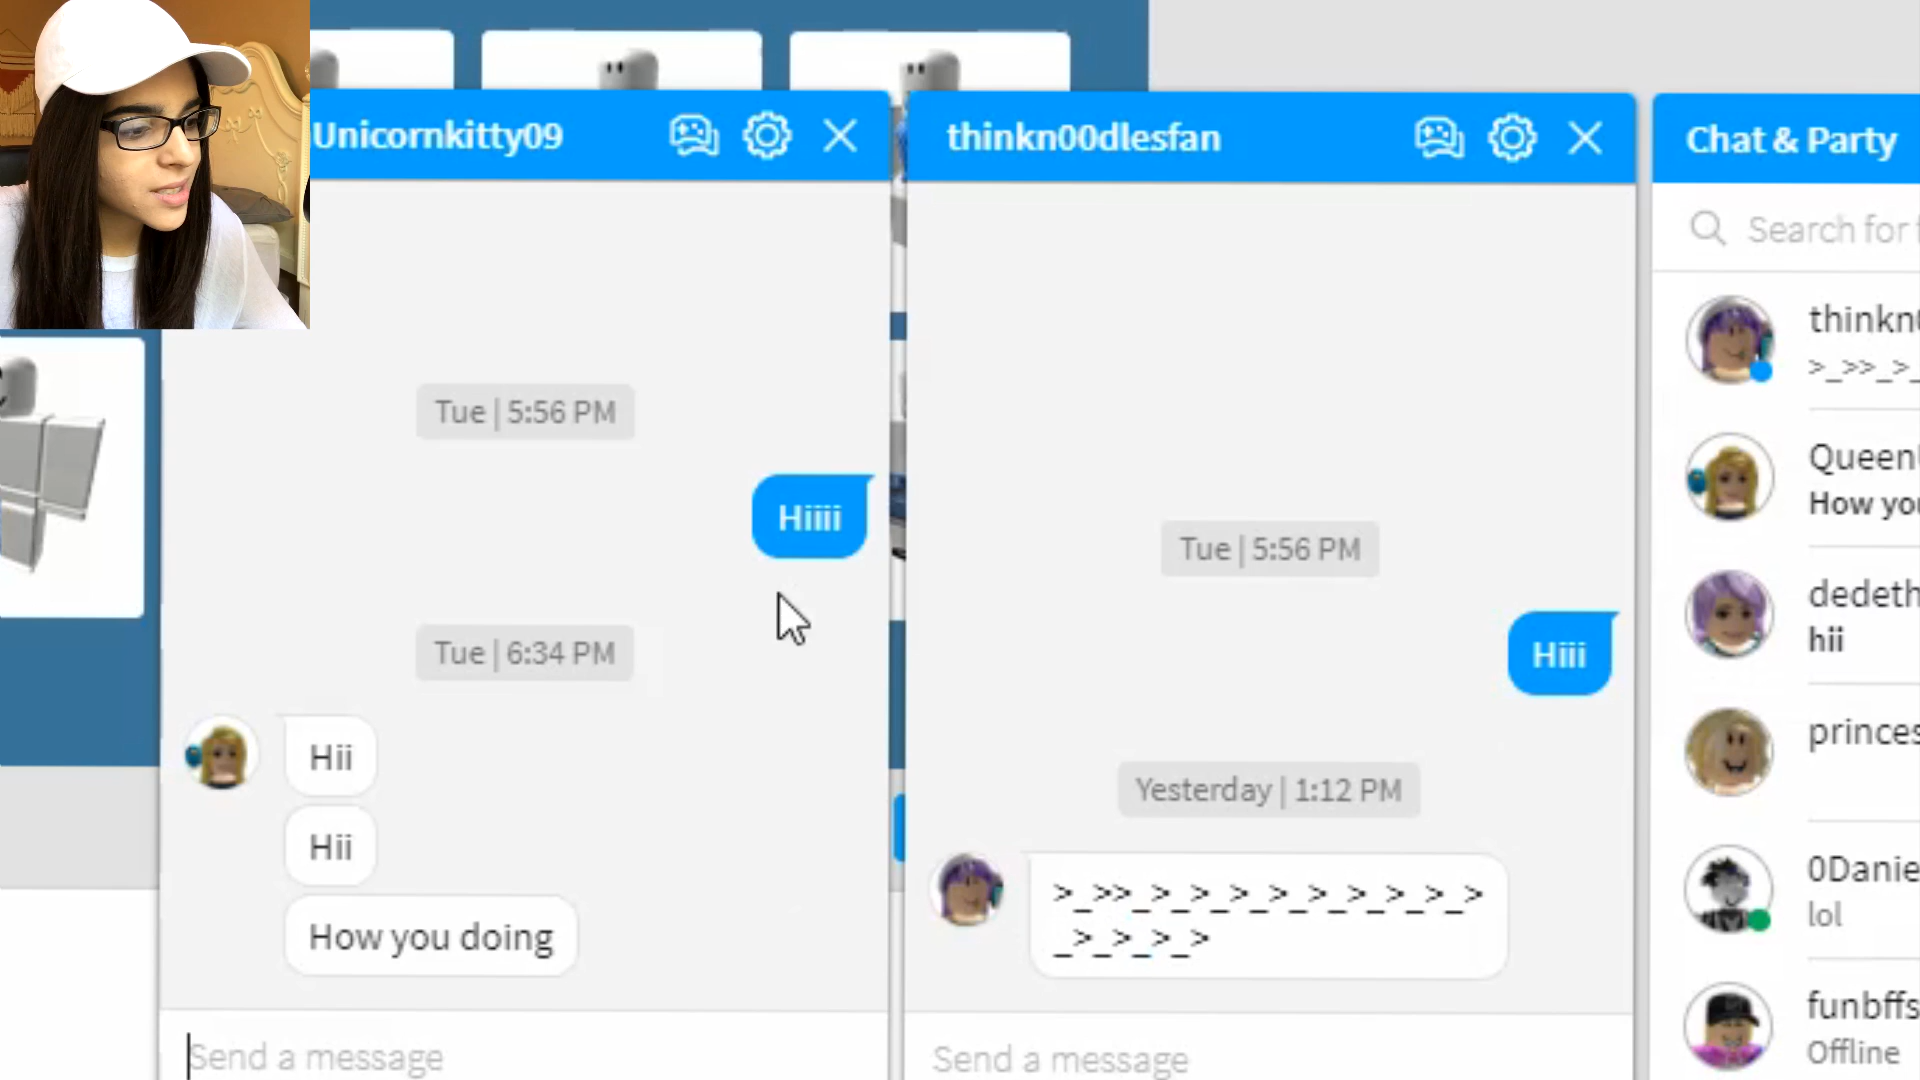 Unicornkitty09
Tue | 5:56 PM
Hiiii
Tue | 6:34 PM
Hii
Hii
How you doing
Send a message
thinkn00dlesfan
Tue | 5:56 PM
Hiii
Yesterday | 1:12 PM
>_>>_>_>_>_>_>_>_>_>_>
_>_>_>_>
Send a message
Chat & Party
Search for
thinkn
>_>>_>_
Queen
How yo
dedeth
hii
princes
0Danie
lol
funbffs
Offline